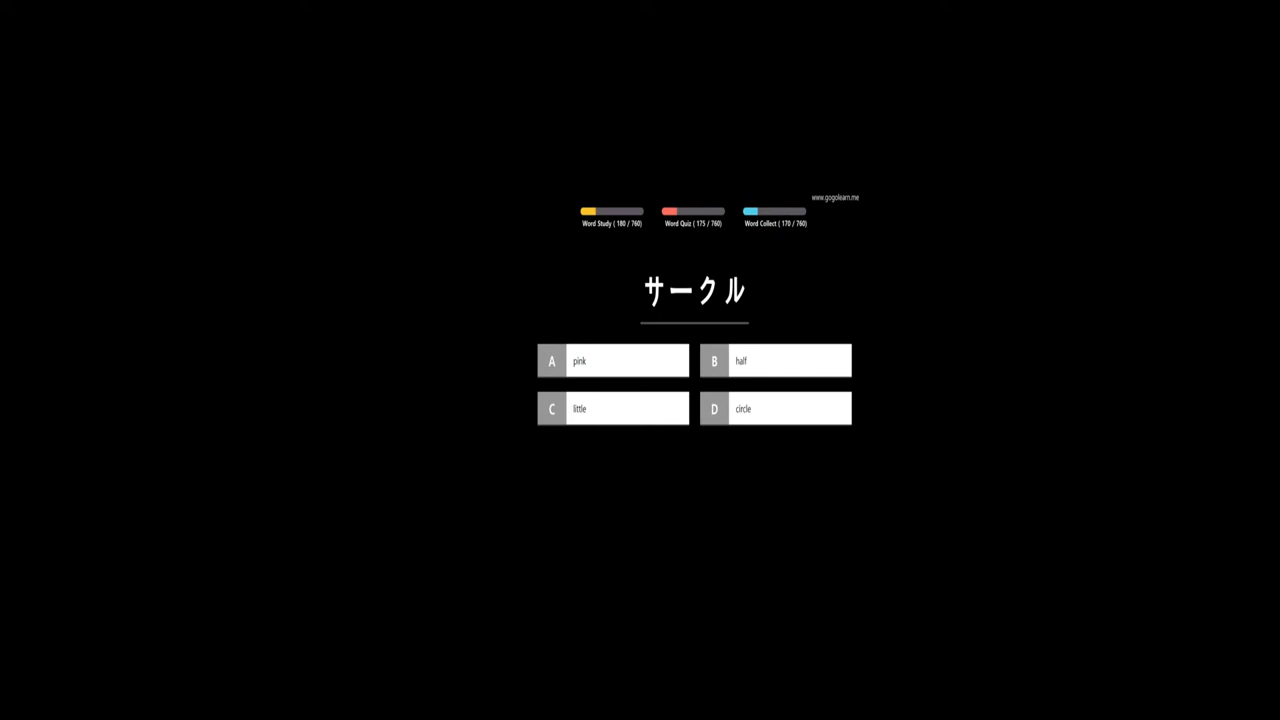 www.gogolearn.me
Word Study ( 180 / 760)
Word Quiz ( 175 / 760)
Word Collect ( 170 / 760)
サークル
A pink
B half
C little
D circle